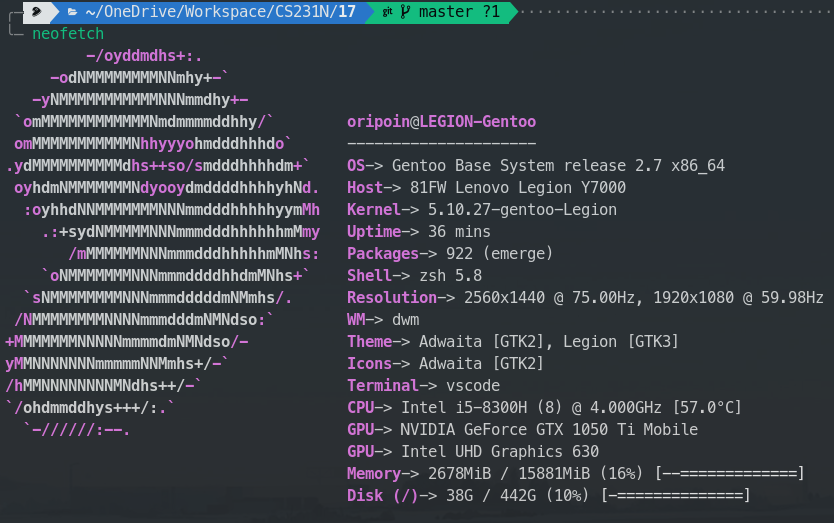 ~/OneDrive/Workspace/CS231N/17 git master ?1
neofetch
-/oyddmdhs+:.
-odNMMMMMMMMNNmhy+-`
-yNMMMMMMMMMMMNNNmmdhy+-
`omMMMMMMMMMMMMNmdmmmmddhhy/`
omMMMMMMMMMMMNhhyyyohmdddhhhdo`
.ydMMMMMMMMMMdhs++so/smdddhhhhdm+`
oyhdmNMMMMMMMNdyooydmddddhhhhyhNd.
:oyhhdNNMMMMMMMNNNmmdddhhhhhyymMh
.:+sydNMMMMMNNNmmmdddhhhhhhmMmy
/mMMMMMMNNNmmmdddhhhhhmMNhs:
`oNMMMMMMMNNNmmmddddhhdmMNhs+`
`sNMMMMMMMMNNNmmmdddddmNMmhs/.
/NMMMMMMMMNNNNmmmdddmNMNdso:`
+MMMMMMMNNNNNmmmmdmNMNdso/-
yMMNNNNNNNmmmmmNNMmhs+/-`
/hMMNNNNNNNNMNdhs++/-`
`/ohdmmddhys+++/:.`
`-//////:--.
oripoin@LEGION-Gentoo
---------------------
OS-> Gentoo Base System release 2.7 x86_64
Host-> 81FW Lenovo Legion Y7000
Kernel-> 5.10.27-gentoo-Legion
Uptime-> 36 mins
Packages-> 922 (emerge)
Shell-> zsh 5.8
Resolution-> 2560x1440 @ 75.00Hz, 1920x1080 @ 59.98Hz
WM-> dwm
Theme-> Adwaita [GTK2], Legion [GTK3]
Icons-> Adwaita [GTK2]
Terminal-> vscode
CPU-> Intel i5-8300H (8) @ 4.000GHz [57.0°C]
GPU-> NVIDIA GeForce GTX 1050 Ti Mobile
GPU-> Intel UHD Graphics 630
Memory-> 2678MiB / 15881MiB (16%) [--=============]
Disk (/)-> 38G / 442G (10%) [-==============]